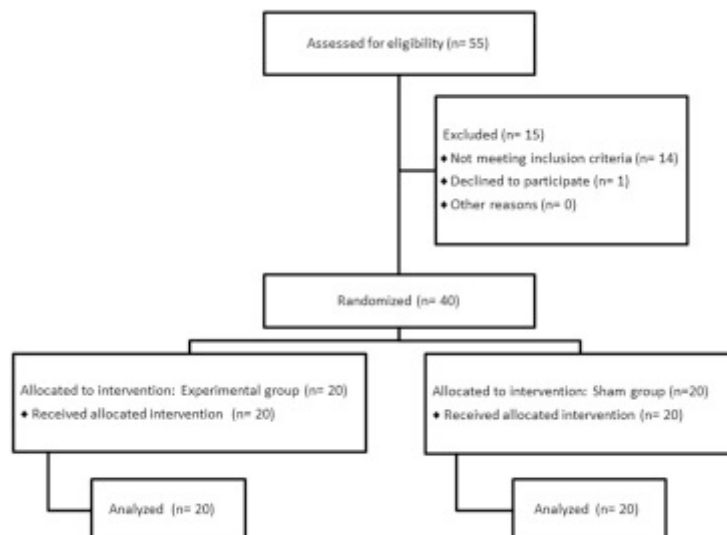 Assessed for eligibility (n= 55)
Excluded (n= 15)
♦ Not meeting inclusion criteria (n= 14)
♦ Declined to participate (n= 1)
♦ Other reasons (n= 0)
Randomized (n= 40)
Allocated to intervention: Experimental group (n= 20)
♦ Received allocated intervention (n= 20)
Allocated to intervention: Sham group (n=20)
♦ Received allocated intervention (n= 20)
Analyzed (n= 20)
Analyzed (n= 20)